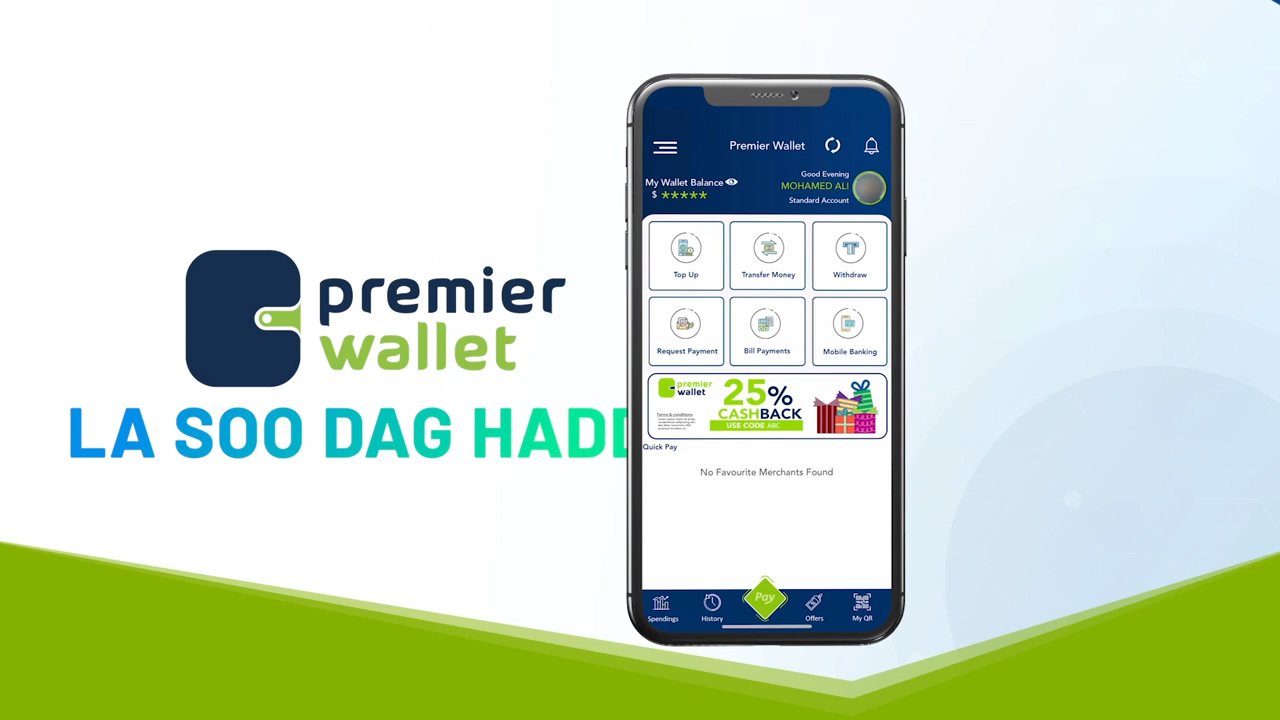 premier
wallet
LA SOO DAG HADD
Premier Wallet
My Wallet Balance
$ *****
Good Evening
MOHAMED ALI
Standard Account
Top Up
Transfer Money
Withdraw
Request Payment
Bill Payments
Mobile Banking
premier
wallet
Terms & conditions
25%
CASHBACK
USE CODE ABC
Quick Pay
No Favourite Merchants Found
Pay
Spendings
History
Offers
My QR